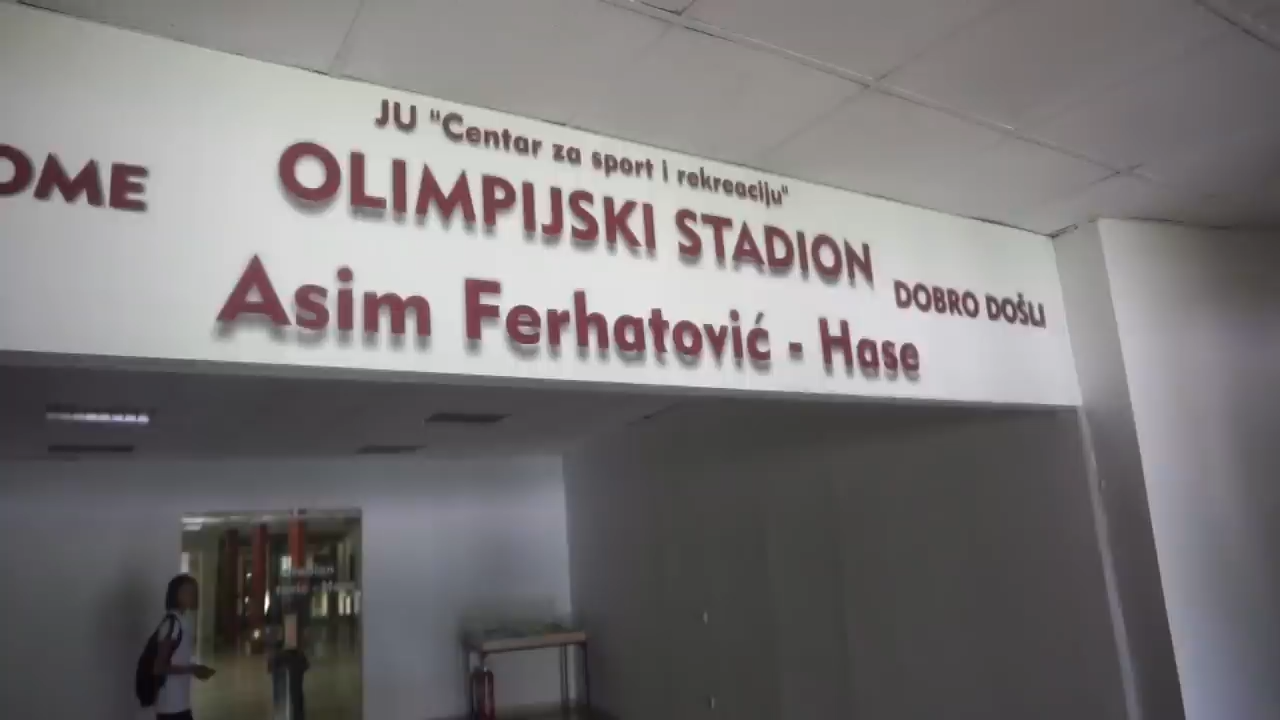 OME
JU "Centar za sport i rekreaciju"
OLIMPIJSKI STADION
DOBRO DOŠLI
Asim Ferhatović - Hase